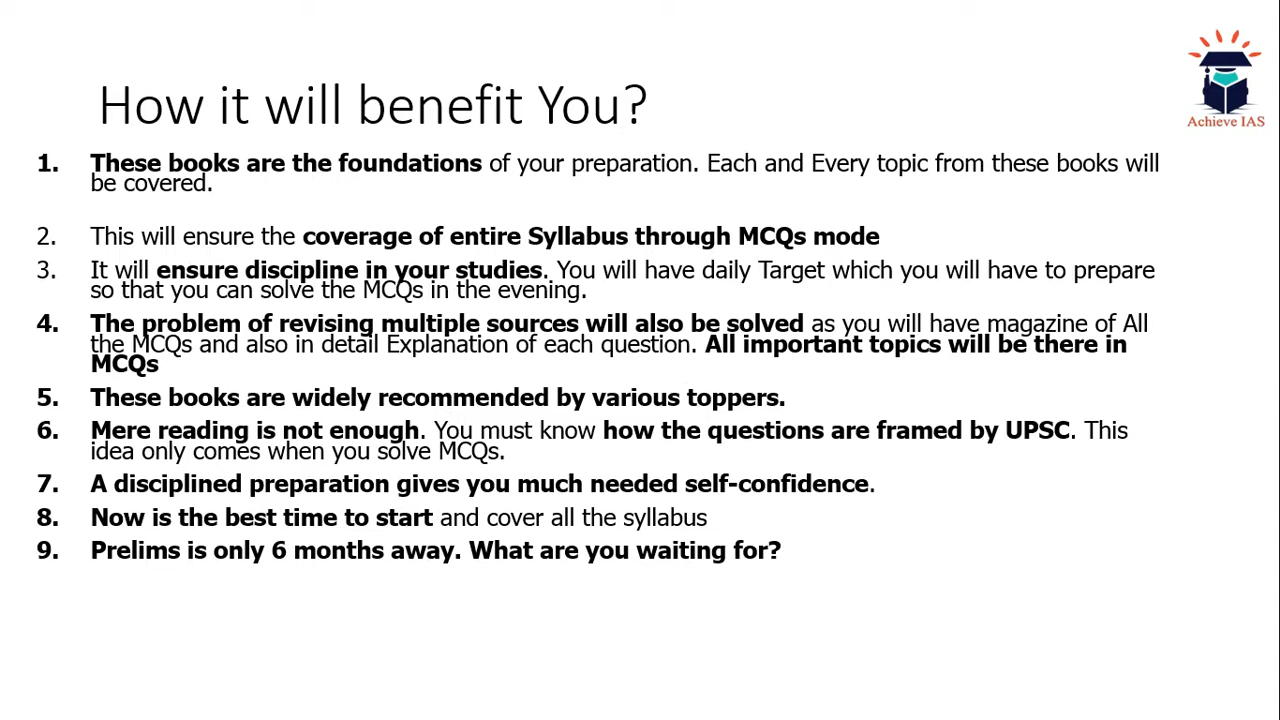 How it will benefit You?
Achieve IAS
1. These books are the foundations of your preparation. Each and Every topic from these books will
be covered.
2. This will ensure the coverage of entire Syllabus through MCQs mode
3. It will ensure discipline in your studies. You will have daily Target which you will have to prepare
so that you can solve the MCQs in the evening.
4. The problem of revising multiple sources will also be solved as you will have magazine of All
the MCQs and also in detail Explanation of each question. All important topics will be there in
MCQs
5. These books are widely recommended by various toppers.
6. Mere reading is not enough. You must know how the questions are framed by UPSC. This
idea only comes when you solve MCQs.
7. A disciplined preparation gives you much needed self-confidence.
8. Now is the best time to start and cover all the syllabus
9. Prelims is only 6 months away. What are you waiting for?